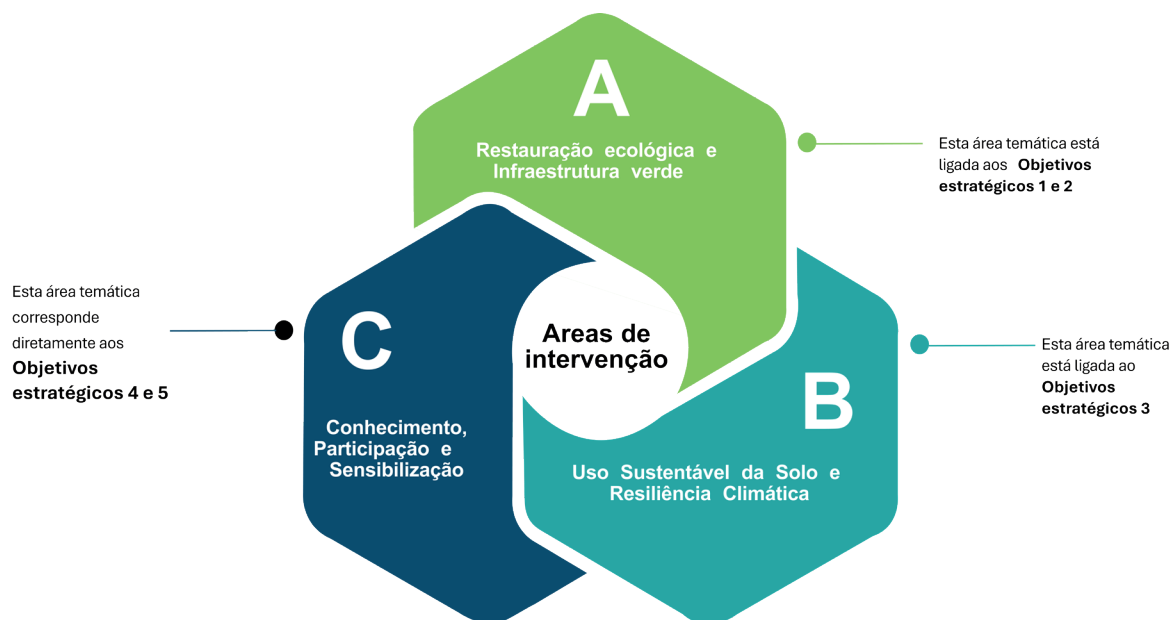 A
Restauração ecológica e
Infraestrutura verde
Esta área temática está
ligada aos Objetivos
estratégicos 1 e 2
Esta área temática
corresponde
diretamente aos
Objetivos
estratégicos 4 e 5
C
Conhecimento,
Participação e
Sensibilização
Areas de
intervenção
B
Uso Sustentável da Solo e
Resiliência Climática
Esta área temática
está ligada ao
Objetivos
estratégicos 3